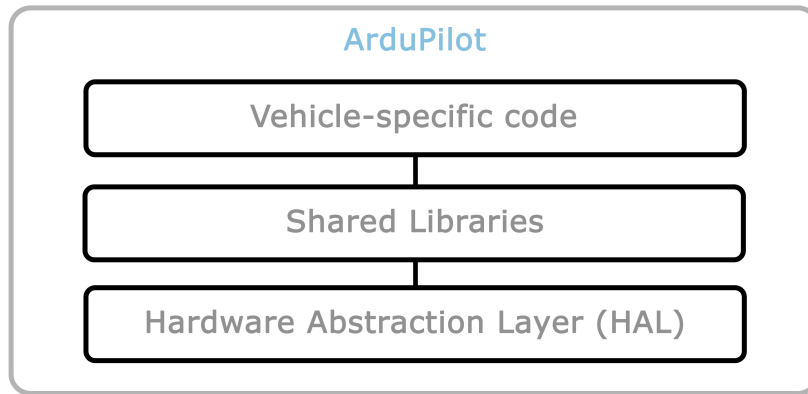 ArduPilot
Vehicle-specific code
Shared Libraries
Hardware Abstraction Layer (HAL)